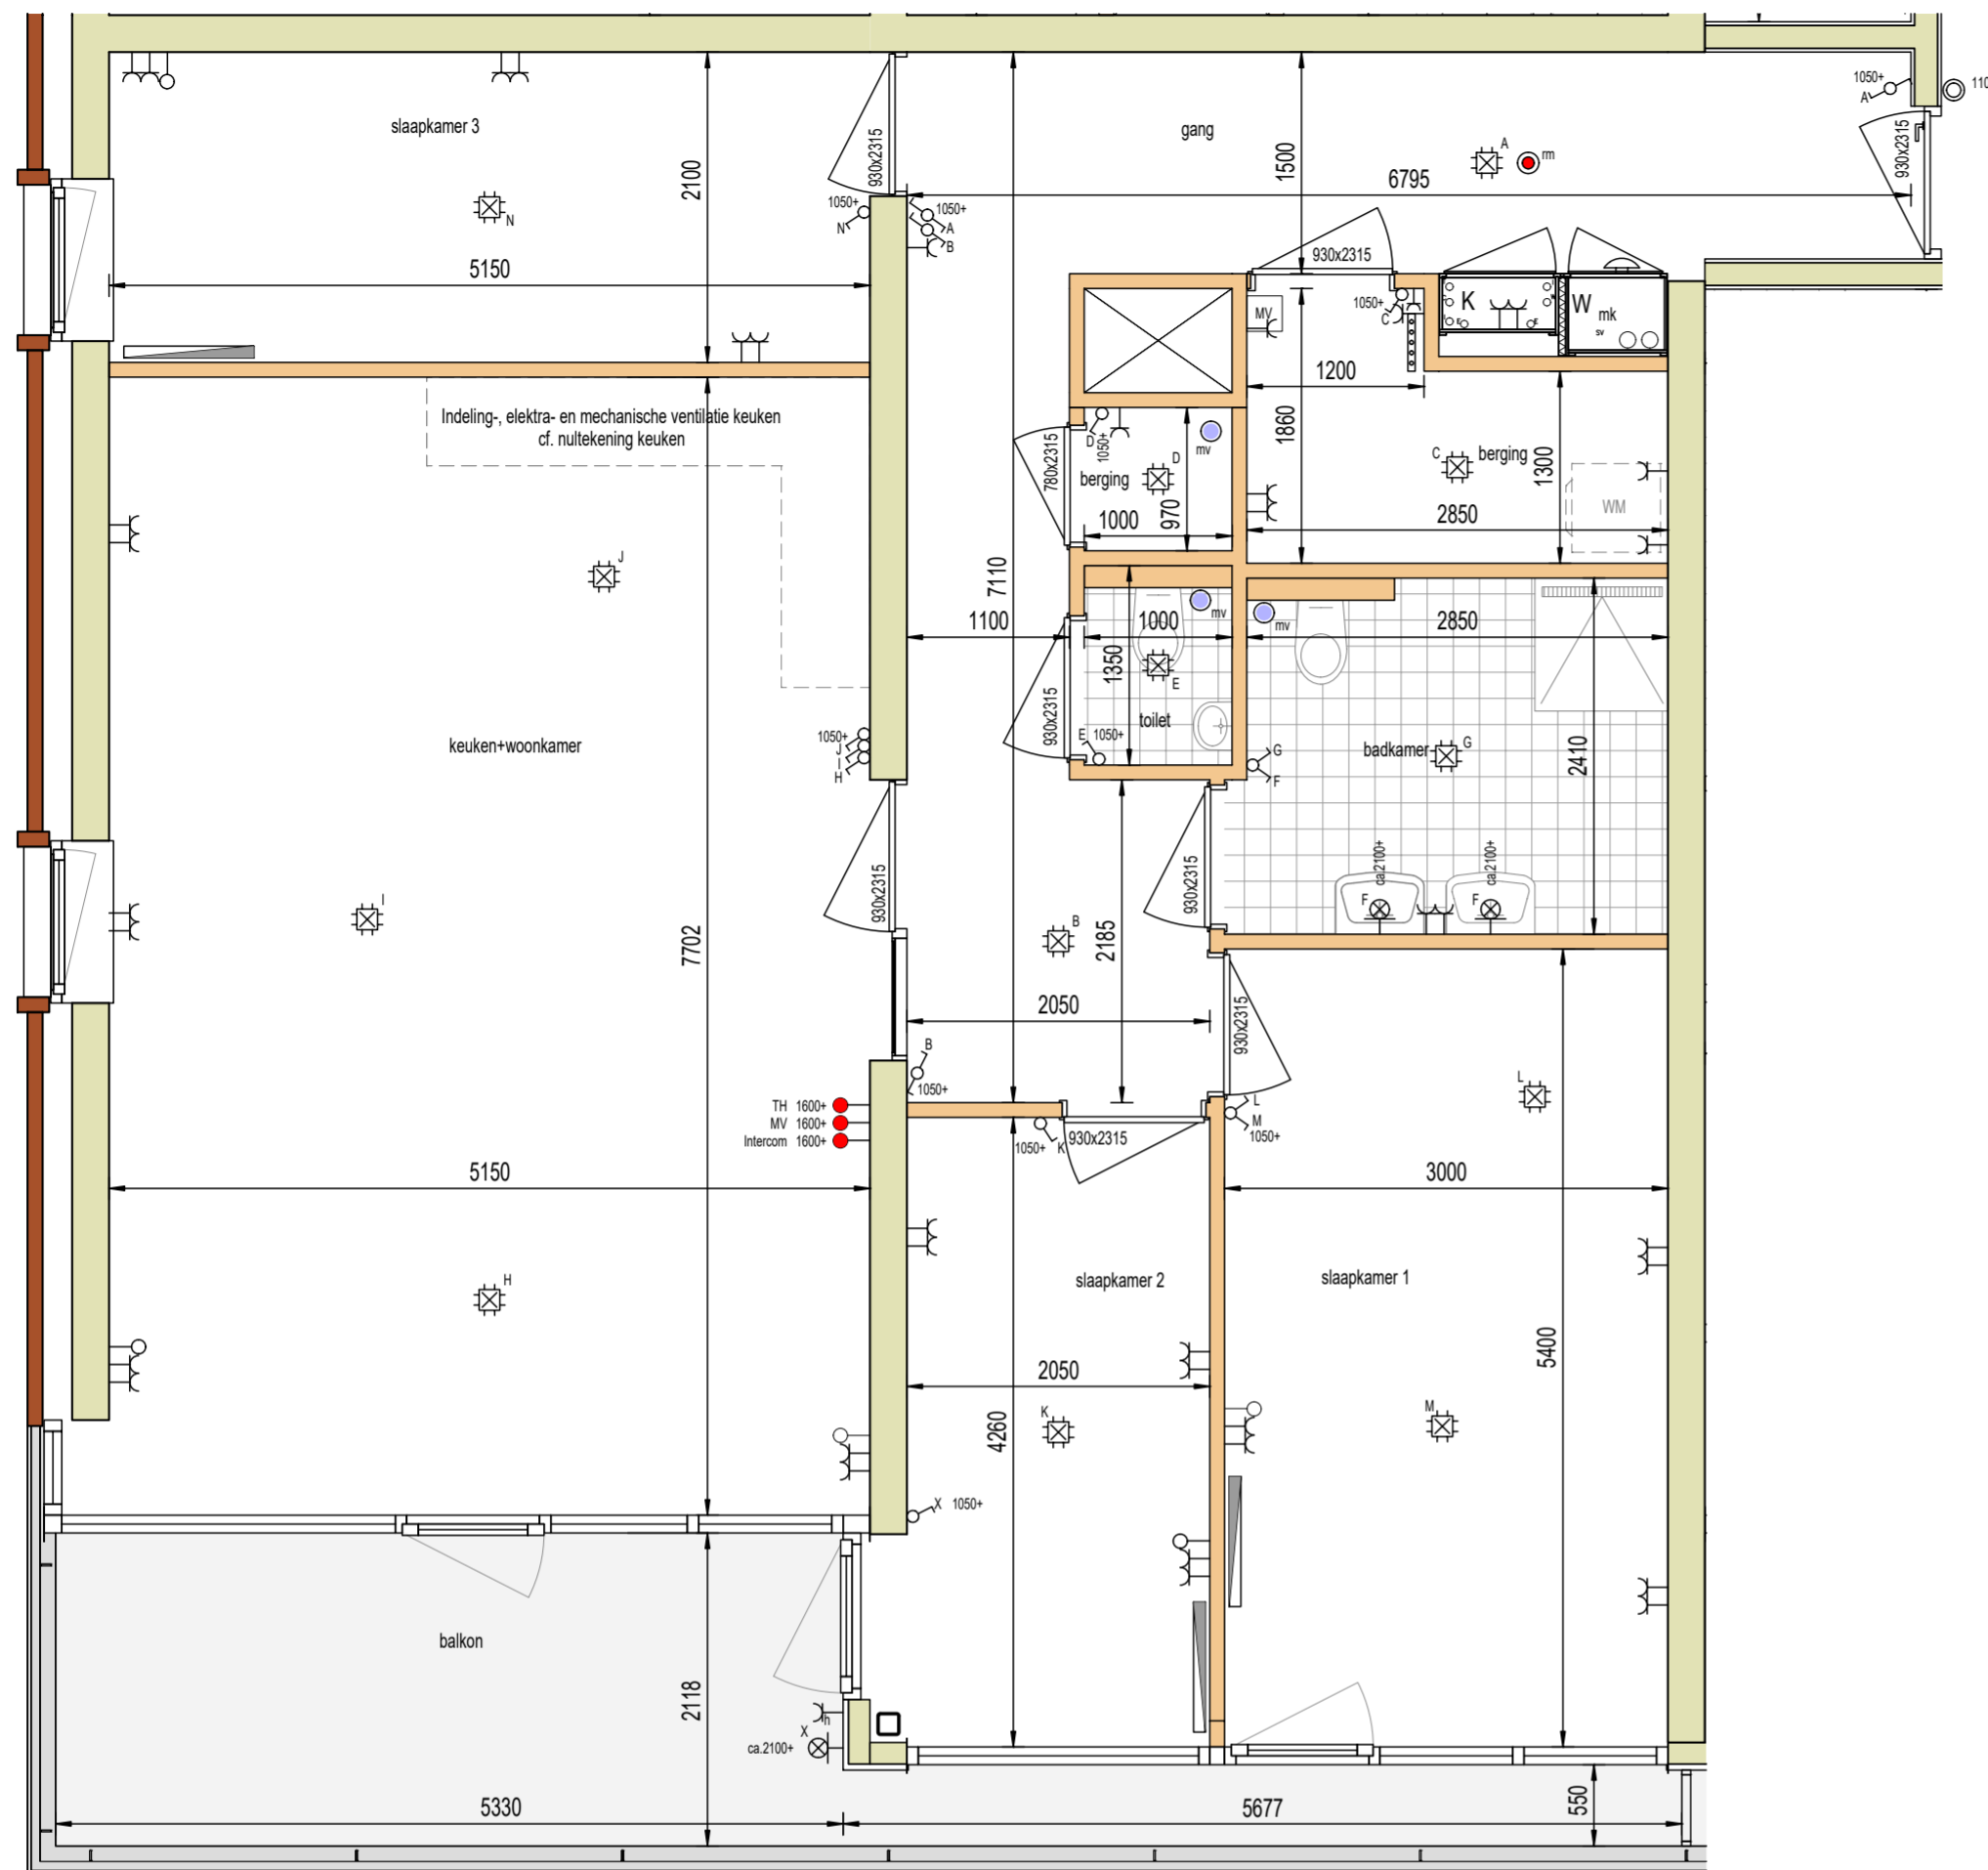 slaapkamer 3
2100
930x2315
gang
1500
6795
A
rm
1050+
A
110
930x2315
N
5150
1050+
N
1050+
A
B
930x2315
MV
1050+
C
K
W
mk
sv
1200
1860
1300
Indeling-, elektra- en mechanische ventilatie keuken
cf. nultekening keuken
780x2315
D
1050+
mv
D
berging
1000
970
C
berging
WM
2850
J
7110
1100
1000
mv
mv
2850
1350
E
toilet
930x2315
E
1050+
keuken+woonkamer
1050+
J
I
H
G
F
badkamer
G
2410
I
930x2315
930x2315
ca.2100+
ca.2100+
F
F
7702
B
2185
2050
930x2315
B
1050+
TH 1600+
MV 1600+
Intercom 1600+
1050+
K
930x2315
L
M
1050+
L
5150
3000
H
slaapkamer 2
slaapkamer 1
2050
5400
4260
K
M
X 1050+
balkon
2118
h
X
ca.2100+
5330
5677
550